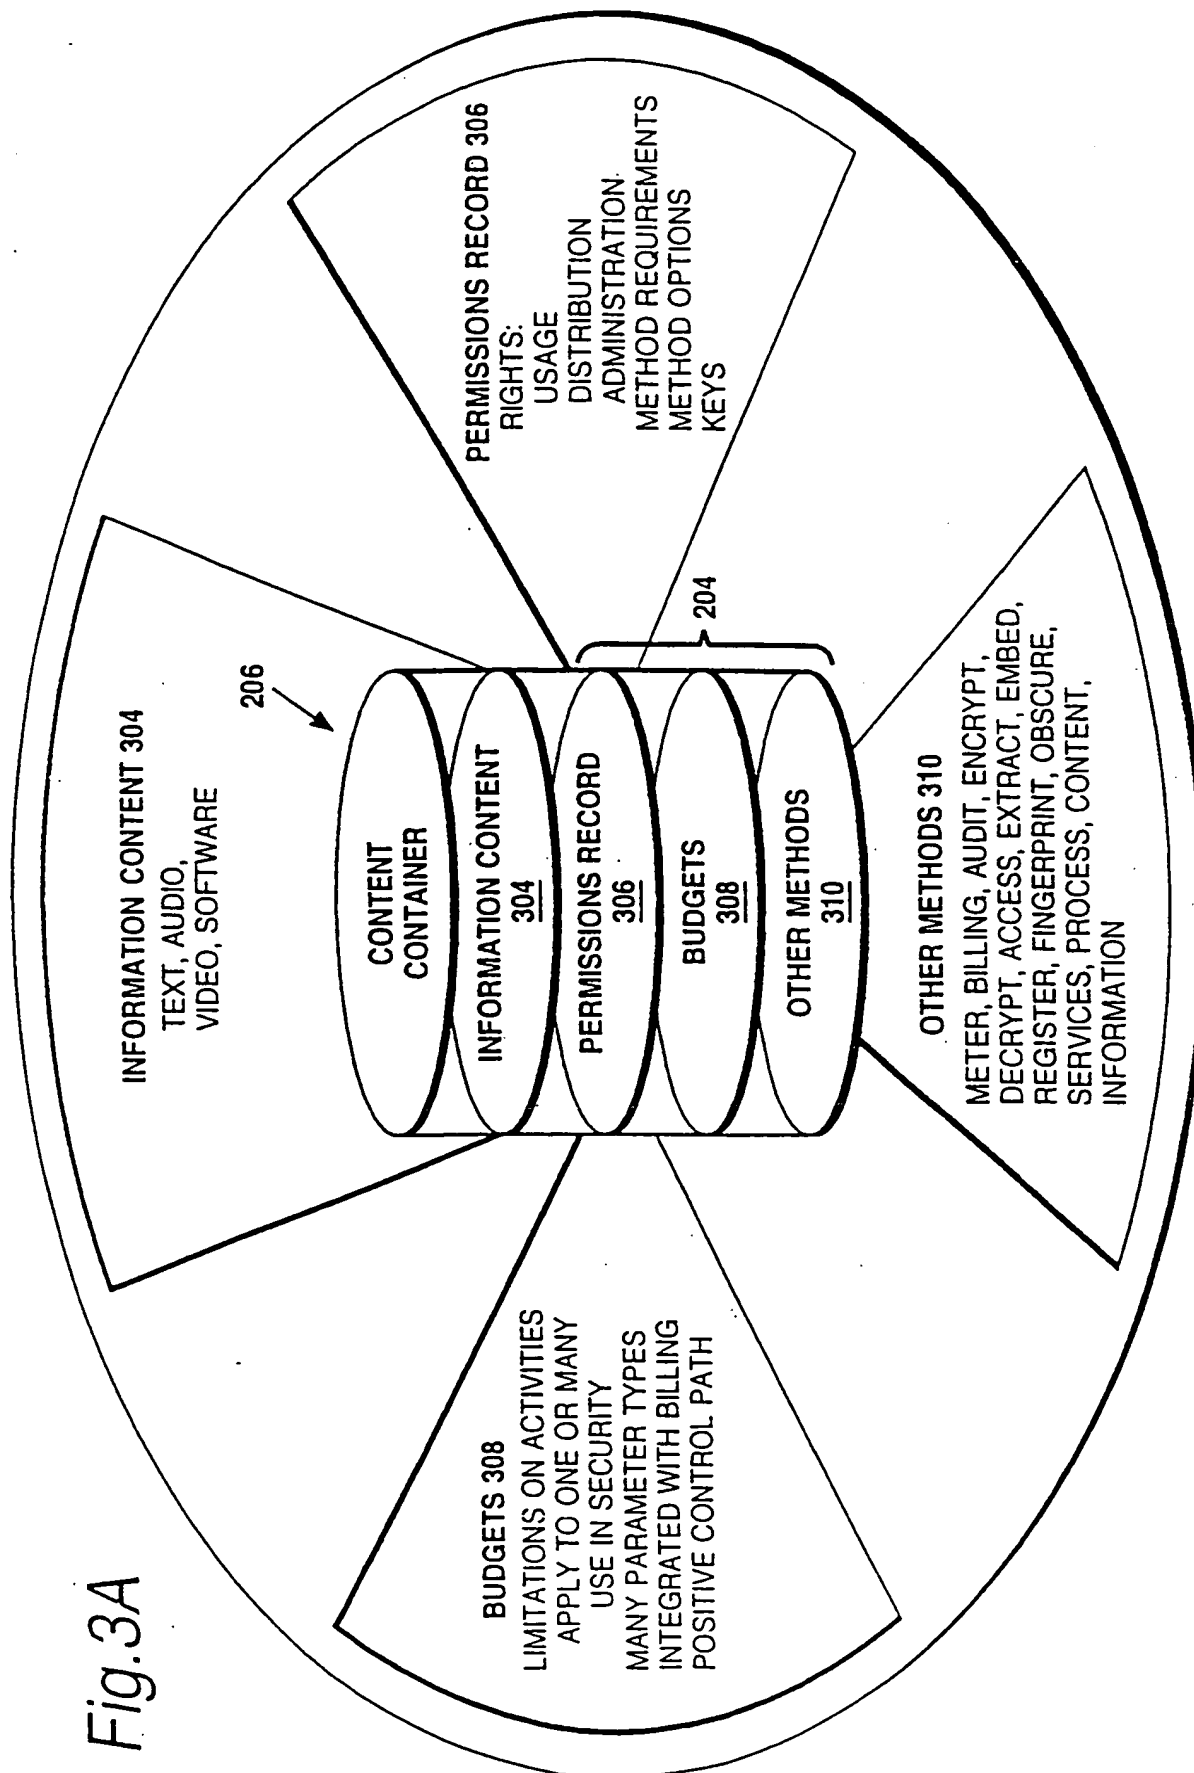 Fig.3A
INFORMATION CONTENT 304
TEXT, AUDIO,
VIDEO, SOFTWARE
206
BUDGETS 308
LIMITATIONS ON ACTIVITIES
APPLY TO ONE OR MANY
USE IN SECURITY
MANY PARAMETER TYPES
INTEGRATED WITH BILLING
POSITIVE CONTROL PATH
CONTENT
CONTAINER
INFORMATION CONTENT
304
PERMISSIONS RECORD
306
BUDGETS
308
OTHER METHODS
310
204
PERMISSIONS RECORD 306
RIGHTS:
USAGE
DISTRIBUTION
ADMINISTRATION
METHOD REQUIREMENTS
METHOD OPTIONS
KEYS
OTHER METHODS 310
METER, BILLING, AUDIT, ENCRYPT,
DECRYPT, ACCESS, EXTRACT, EMBED,
REGISTER, FINGERPRINT, OBSCURE,
SERVICES, PROCESS, CONTENT,
INFORMATION